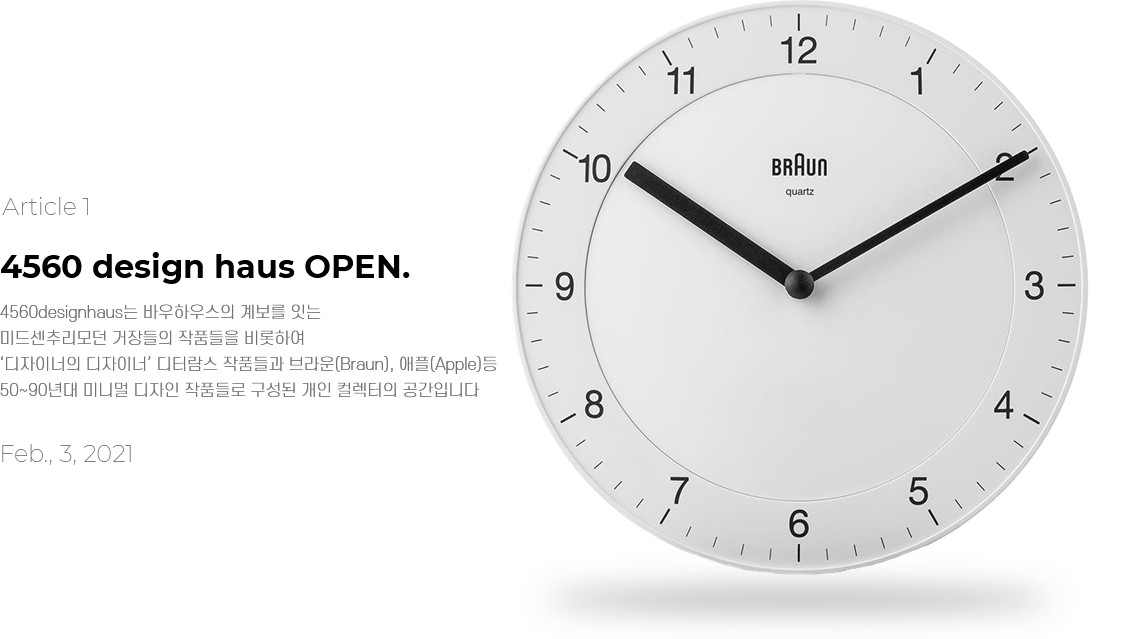 Article 1
4560 design haus OPEN.
4560designhaus는 바우하우스의 계보를 잇는
미드센추리모던 거장들의 작품들을 비롯하여
‘디자이너의 디자이너’ 디터람스 작품들과 브라운(Braun), 애플(Apple)등
50~90년대 미니멀 디자인 작품들로 구성된 개인 컬렉터의 공간입니다
Feb., 3, 2021
12
1
2
3
4
5
6
7
8
9
10
11
BRAUN
quartz